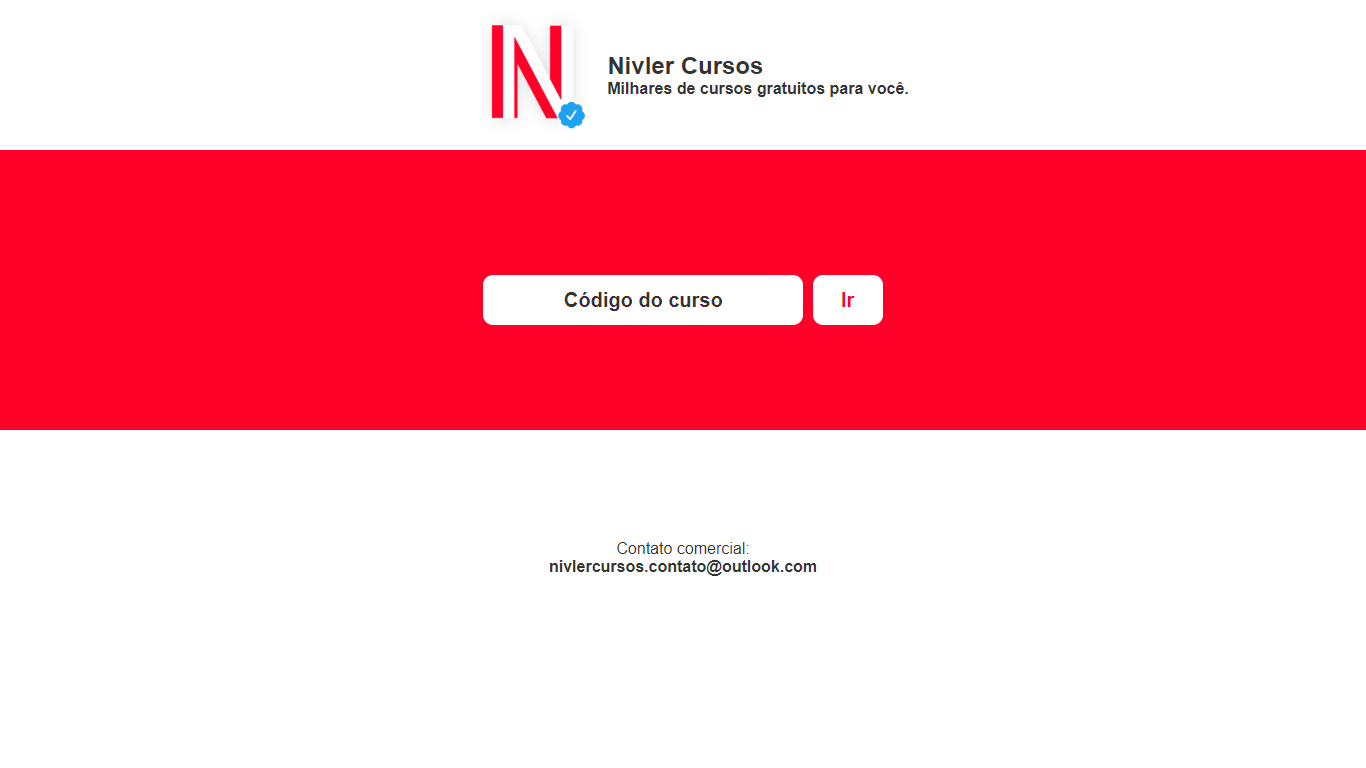 Nivler Cursos
Milhares de cursos gratuitos para você.
Código do curso
Ir
Contato comercial:
nivlercursos.contato@outlook.com